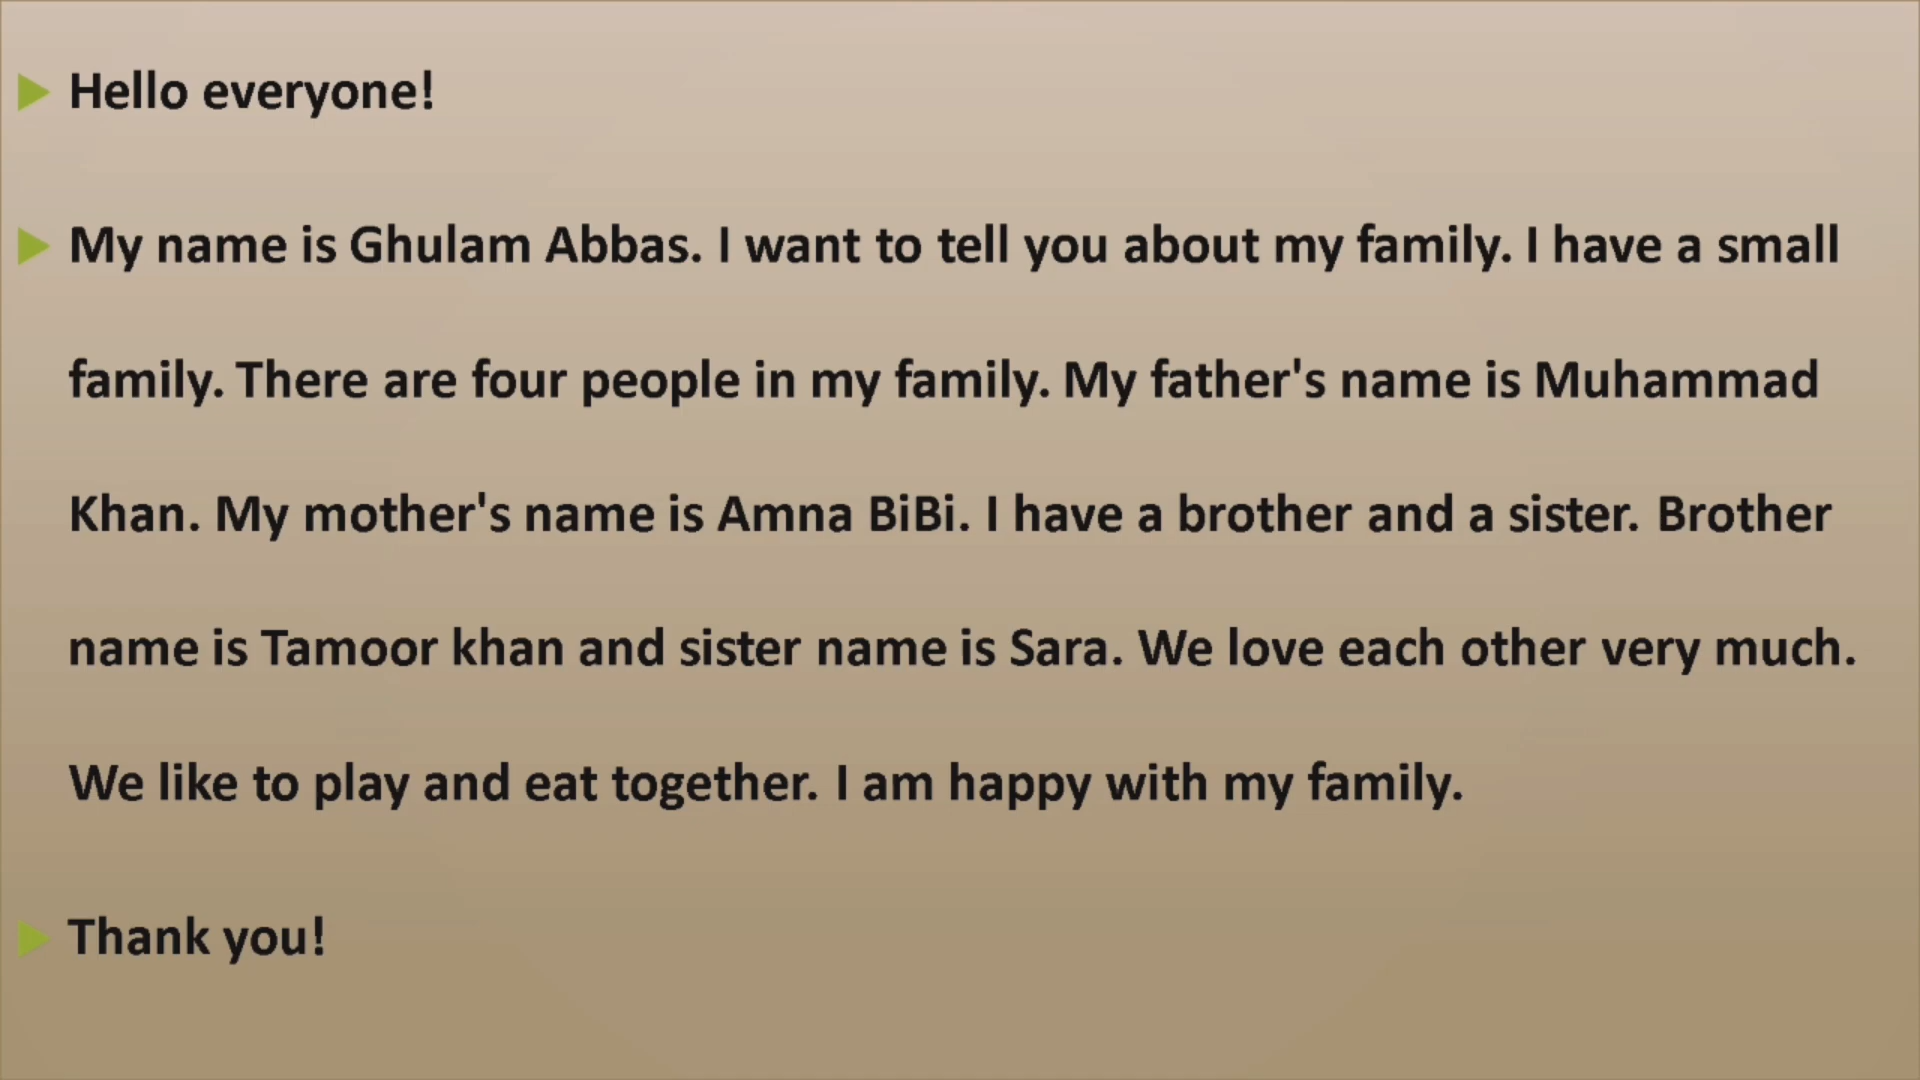 Hello everyone!
My name is Ghulam Abbas. I want to tell you about my family. I have a small
family. There are four people in my family. My father's name is Muhammad
Khan. My mother's name is Amna BiBi. I have a brother and a sister. Brother
name is Tamoor khan and sister name is Sara. We love each other very much.
We like to play and eat together. I am happy with my family.
Thank you!